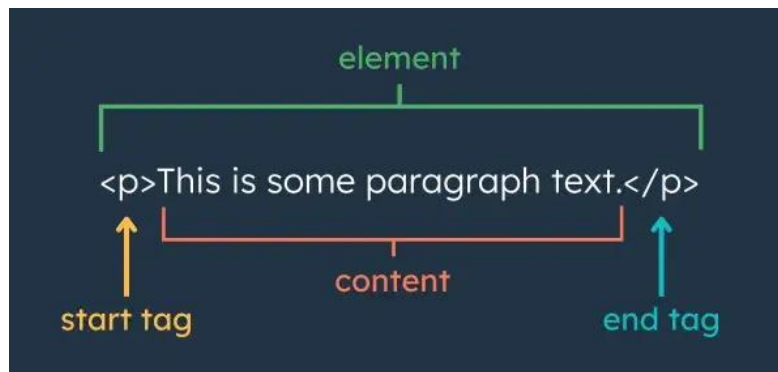 element
<p>This is some paragraph text.</p>
content
start tag
end tag